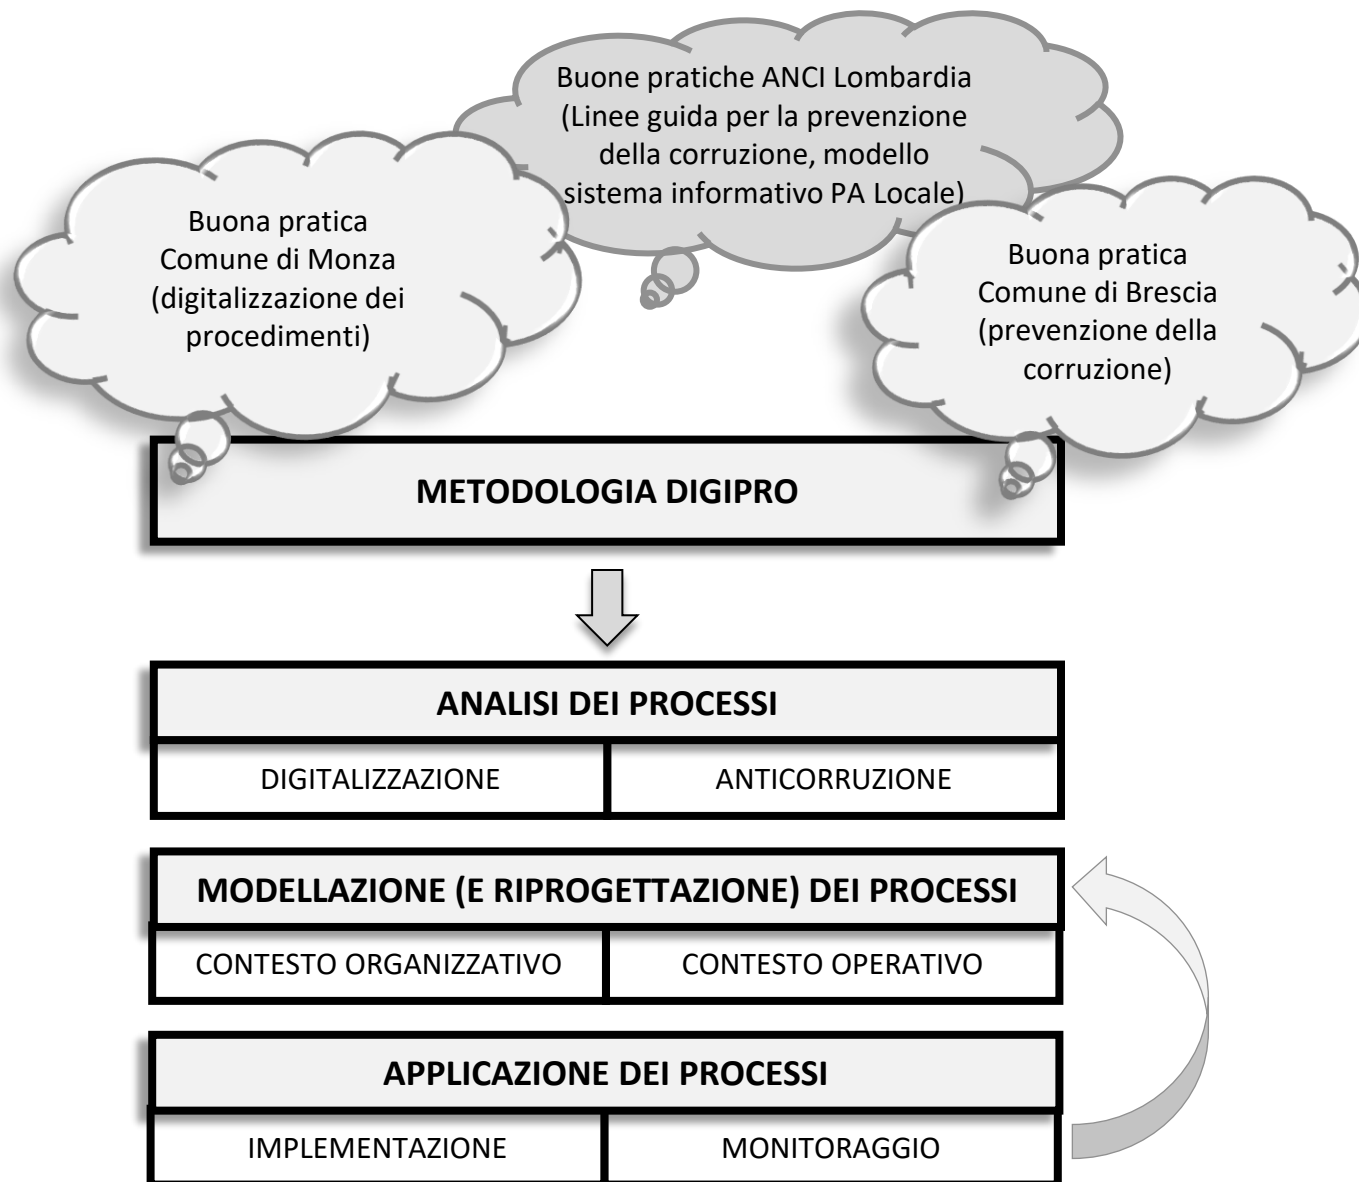 Buone pratiche ANCI Lombardia
(Linee guida per la prevenzione
della corruzione, modello
sistema informativo PA Locale)
Buona pratica
Comune di Monza
(digitalizzazione dei
procedimenti)
Buona pratica
Comune di Brescia
(prevenzione della
corruzione)
METODOLOGIA DIGIPRO
ANALISI DEI PROCESSI
DIGITALIZZAZIONE
ANTICORRUZIONE
MODELLAZIONE (E RIPROGETTAZIONE) DEI PROCESSI
CONTESTO ORGANIZZATIVO
CONTESTO OPERATIVO
APPLICAZIONE DEI PROCESSI
IMPLEMENTAZIONE
MONITORAGGIO